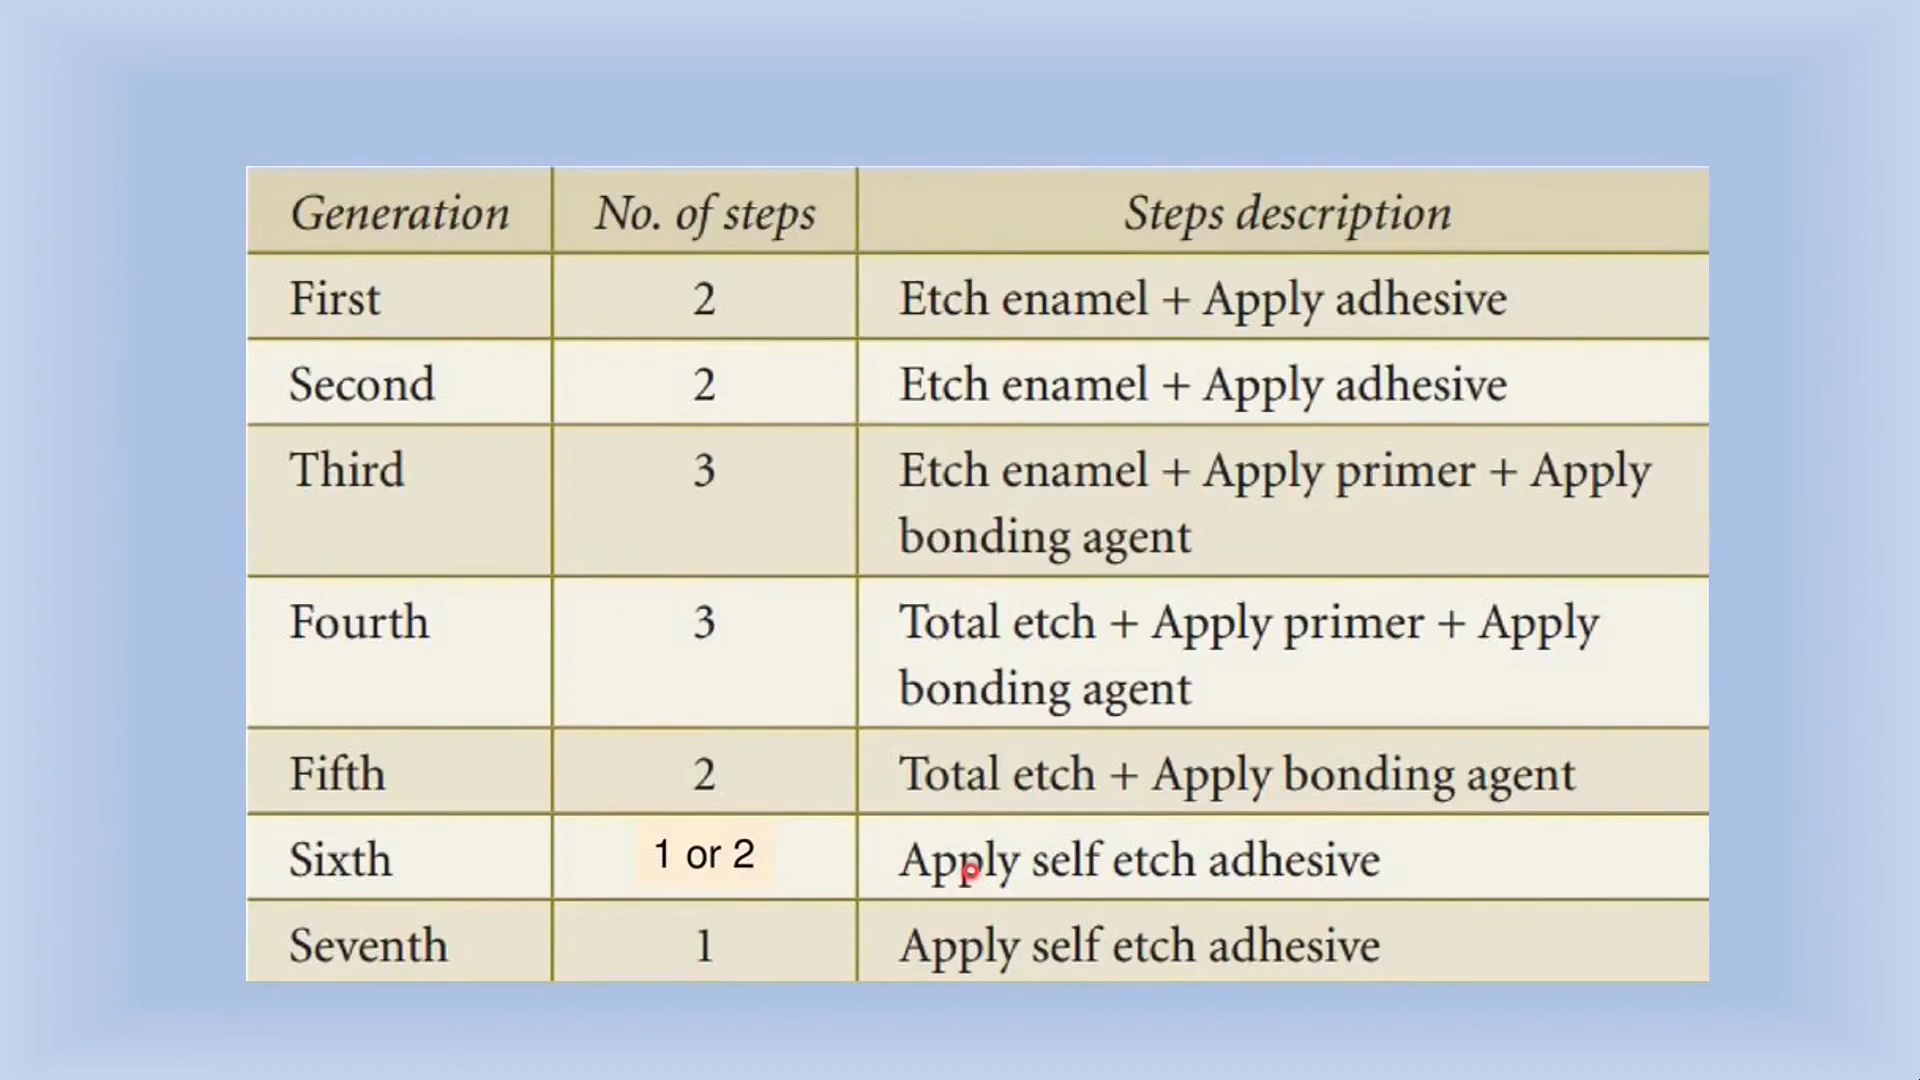 Generation No. of steps Steps description
First 2 Etch enamel + Apply adhesive
Second 2 Etch enamel + Apply adhesive
Third 3 Etch enamel + Apply primer + Apply
bonding agent
Fourth 3 Total etch + Apply primer + Apply
bonding agent
Fifth 2 Total etch + Apply bonding agent
Sixth 1 or 2 Apply self etch adhesive
Seventh 1 Apply self etch adhesive